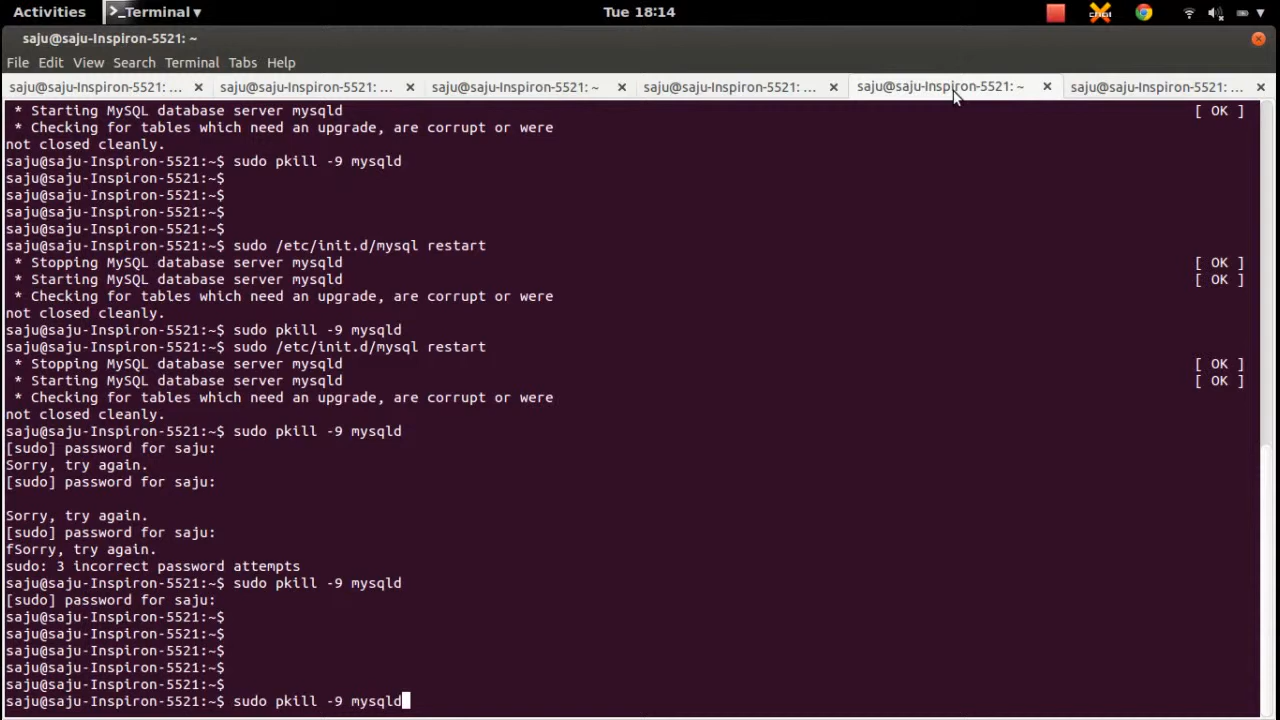 Activities Terminal Tue 18:14
saju@saju-Inspiron-5521: ~
File Edit View Search Terminal Tabs Help
saju@saju-Inspiron-5521: ... saju@saju-Inspiron-5521: ... saju@saju-Inspiron-5521: ~ saju@saju-Inspiron-5521: ... saju@saju-Inspiron-5521: ~ saju@saju-Inspiron-5521: ...
* Starting MySQL database server mysqld [ OK ]
* Checking for tables which need an upgrade, are corrupt or were
not closed cleanly.
saju@saju-Inspiron-5521:~$ sudo pkill -9 mysqld
saju@saju-Inspiron-5521:~$
saju@saju-Inspiron-5521:~$
saju@saju-Inspiron-5521:~$
saju@saju-Inspiron-5521:~$
saju@saju-Inspiron-5521:~$ sudo /etc/init.d/mysql restart
* Stopping MySQL database server mysqld [ OK ]
* Starting MySQL database server mysqld [ OK ]
* Checking for tables which need an upgrade, are corrupt or were
not closed cleanly.
saju@saju-Inspiron-5521:~$ sudo pkill -9 mysqld
saju@saju-Inspiron-5521:~$ sudo /etc/init.d/mysql restart
* Stopping MySQL database server mysqld [ OK ]
* Starting MySQL database server mysqld [ OK ]
* Checking for tables which need an upgrade, are corrupt or were
not closed cleanly.
saju@saju-Inspiron-5521:~$ sudo pkill -9 mysqld
[sudo] password for saju:
Sorry, try again.
[sudo] password for saju:
Sorry, try again.
[sudo] password for saju:
fSorry, try again.
sudo: 3 incorrect password attempts
saju@saju-Inspiron-5521:~$ sudo pkill -9 mysqld
[sudo] password for saju:
saju@saju-Inspiron-5521:~$
saju@saju-Inspiron-5521:~$
saju@saju-Inspiron-5521:~$
saju@saju-Inspiron-5521:~$
saju@saju-Inspiron-5521:~$
saju@saju-Inspiron-5521:~$ sudo pkill -9 mysqld